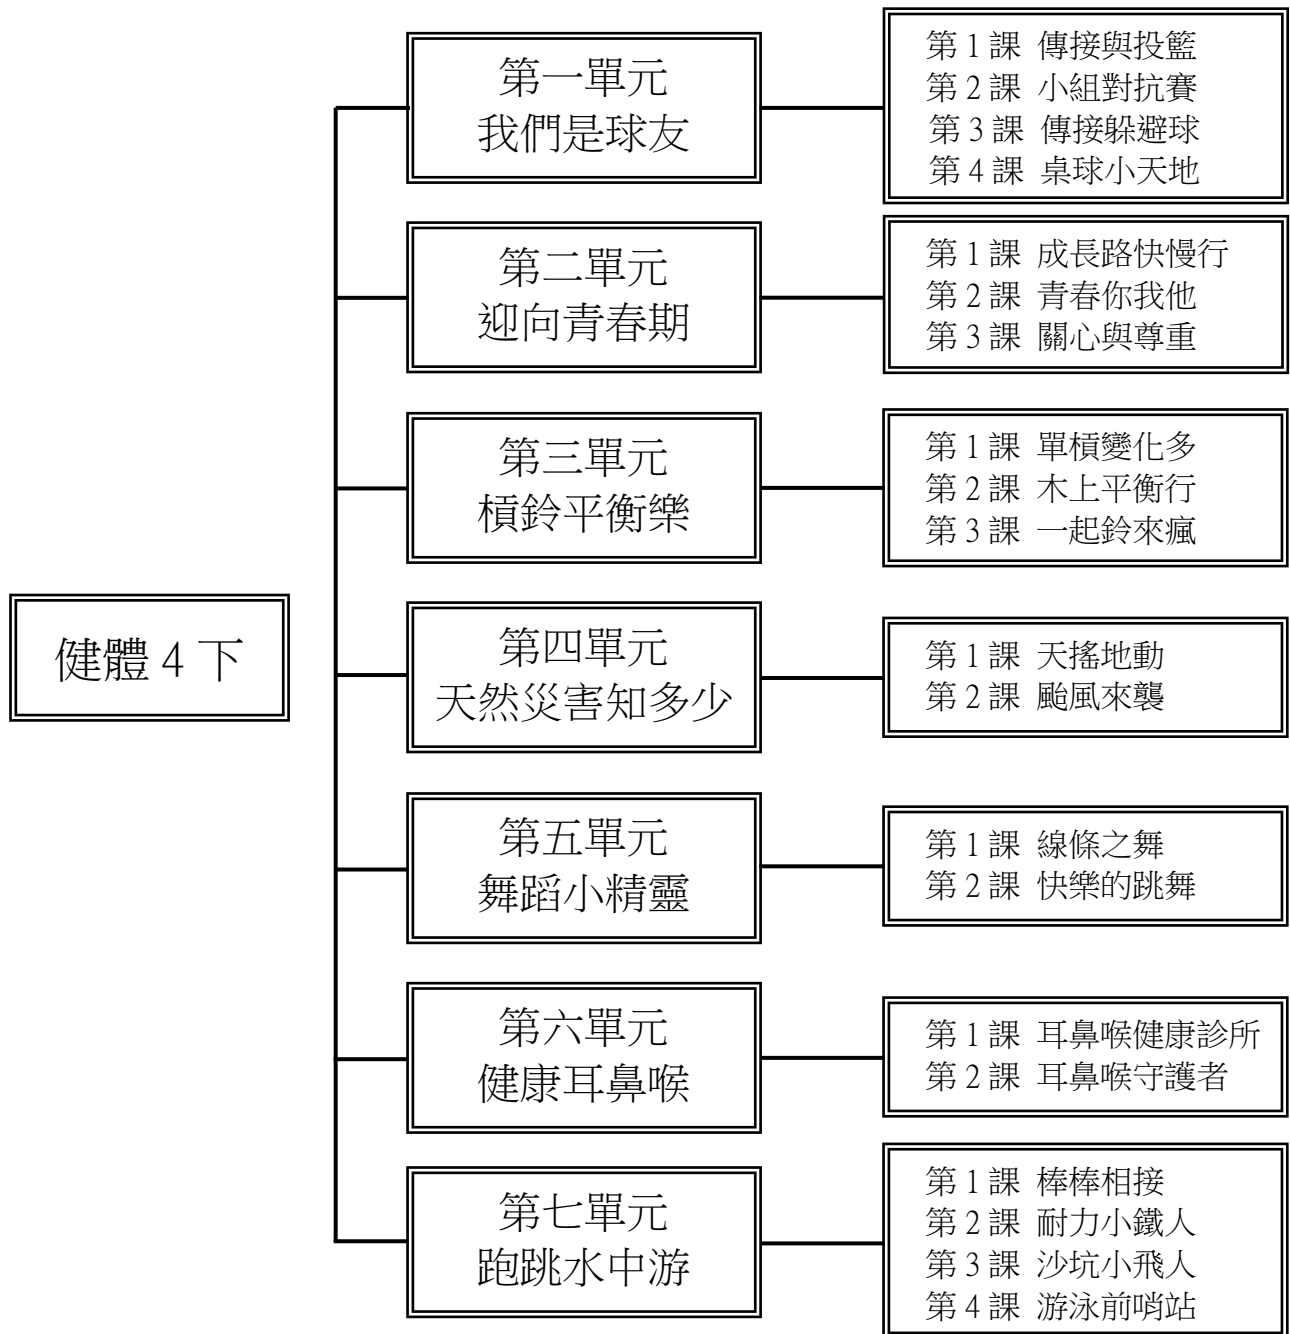 健體 4 下
第一單元
我們是球友
第 1 課 傳接與投籃
第 2 課 小組對抗賽
第 3 課 傳接躲避球
第 4 課 桌球小天地
第二單元
迎向青春期
第 1 課 成長路快慢行
第 2 課 青春你我他
第 3 課 關心與尊重
第三單元
槓鈴平衡樂
第 1 課 單槓變化多
第 2 課 木上平衡行
第 3 課 一起鈴來瘋
第四單元
天然災害知多少
第 1 課 天搖地動
第 2 課 颱風來襲
第五單元
舞蹈小精靈
第 1 課 線條之舞
第 2 課 快樂的跳舞
第六單元
健康耳鼻喉
第 1 課 耳鼻喉健康診所
第 2 課 耳鼻喉守護者
第七單元
跑跳水中游
第 1 課 棒棒相接
第 2 課 耐力小鐵人
第 3 課 沙坑小飛人
第 4 課 游泳前哨站